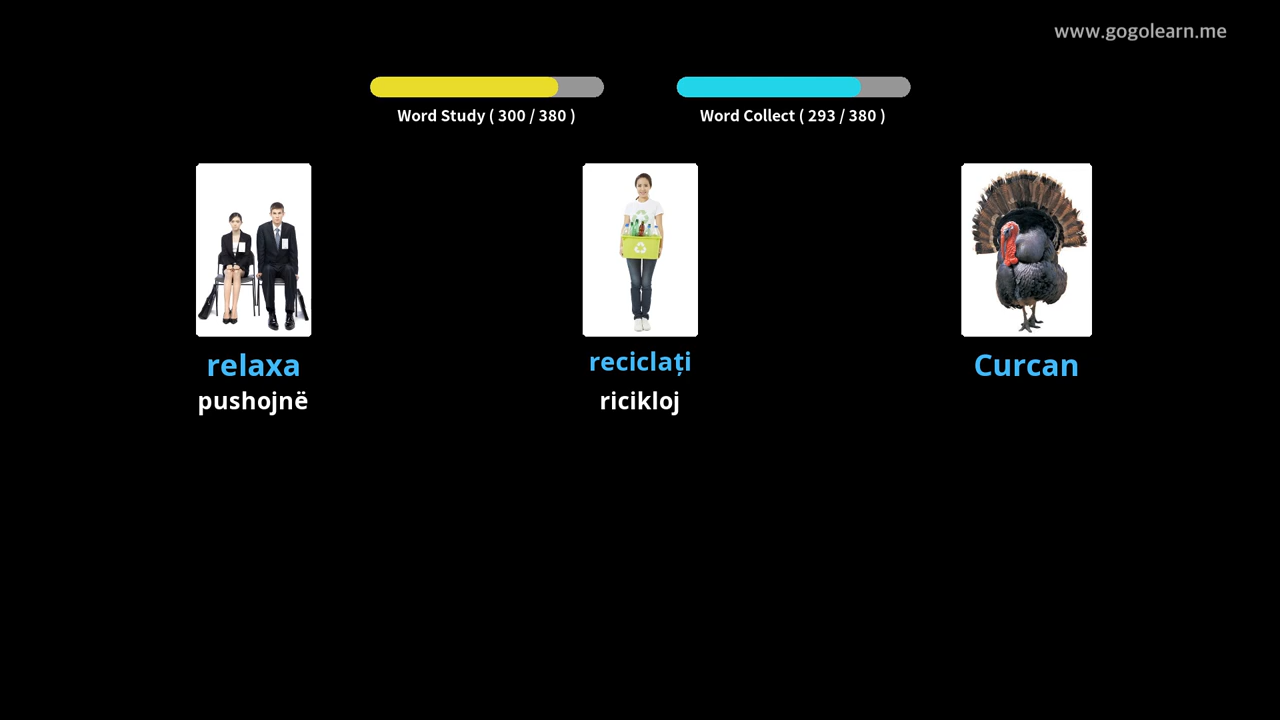 www.gogolearn.me
Word Study ( 300 / 380 )
Word Collect ( 293 / 380 )
relaxa
pushojnë
reciclați
ricikloj
Curcan